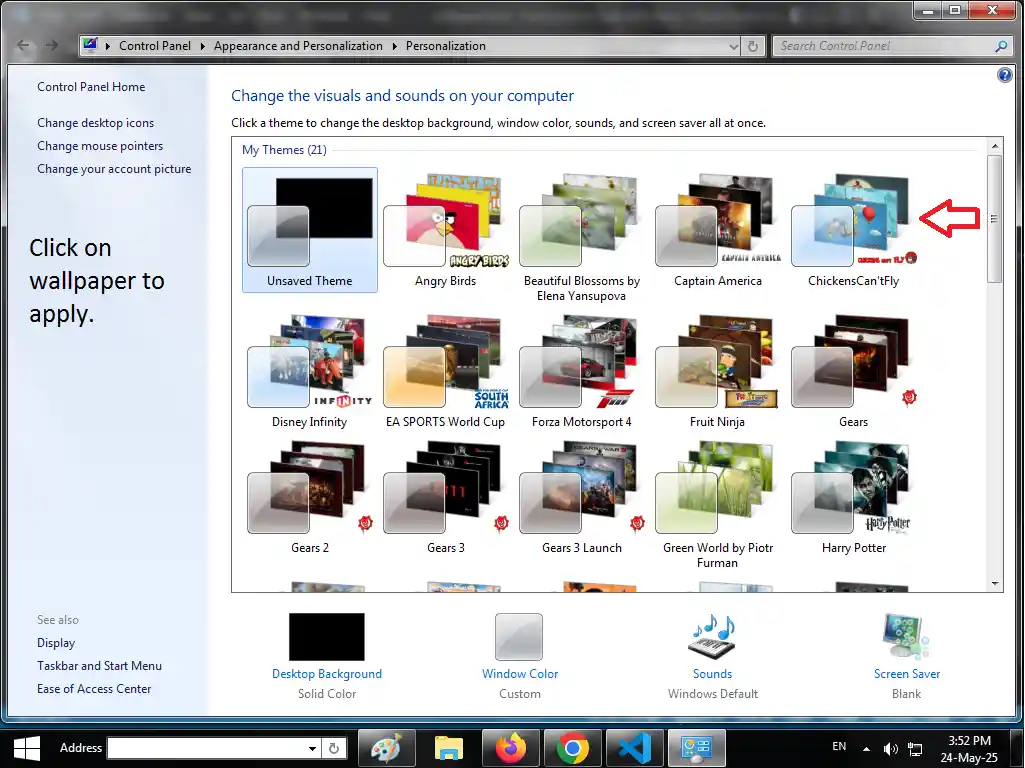 Control Panel
Appearance and Personalization
Personalization
Search Control Panel
Control Panel Home
Change desktop icons
Change mouse pointers
Change your account picture
Click on
wallpaper to
apply.
See also
Display
Taskbar and Start Menu
Ease of Access Center
Change the visuals and sounds on your computer
Click a theme to change the desktop background, window color, sounds, and screen saver all at once.
My Themes (21)
Unsaved Theme
ANGRY BIRDS
Angry Birds
Beautiful Blossoms by
Elena Yansupova
CAPTAIN AMERICA
Captain America
CHICKENS CAN'T FLY
ChickensCan'tFly
INFINITY
Disney Infinity
SOUTH
AFRICA
EA SPORTS World Cup
Forza Motorsport 4
Fruit Ninja
Gears
Gears 2
Gears 3
Gears 3 Launch
Green World by Piotr
Furman
Harry Potter
Harry Potter
Desktop Background
Solid Color
Window Color
Custom
Sounds
Windows Default
Screen Saver
Blank
Address
EN
3:52 PM
24-May-25